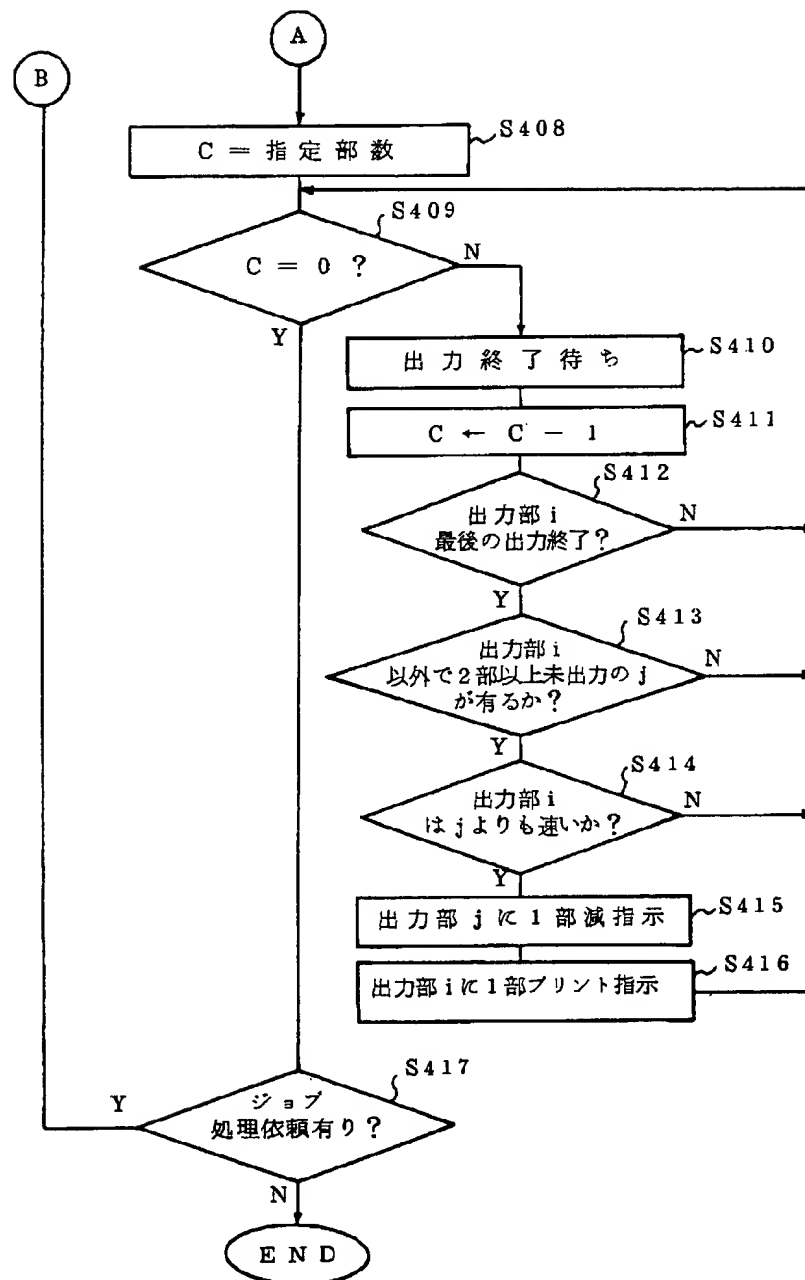 A
B
C = 指定部数
S408
S409
C = 0 ?
N
Y
出力終了待ち
S410
C ← C - 1
S411
S412
出力部 i
最後の出力終了?
N
Y
S413
出力部 i
以外で2部以上未出力の j
が有るか?
N
Y
S414
出力部 i
は j よりも速いか?
N
Y
出力部 j に 1 部減指示
S415
出力部 i に 1 部プリント指示
S416
S417
ジョブ
処理依頼有り?
Y
N
END